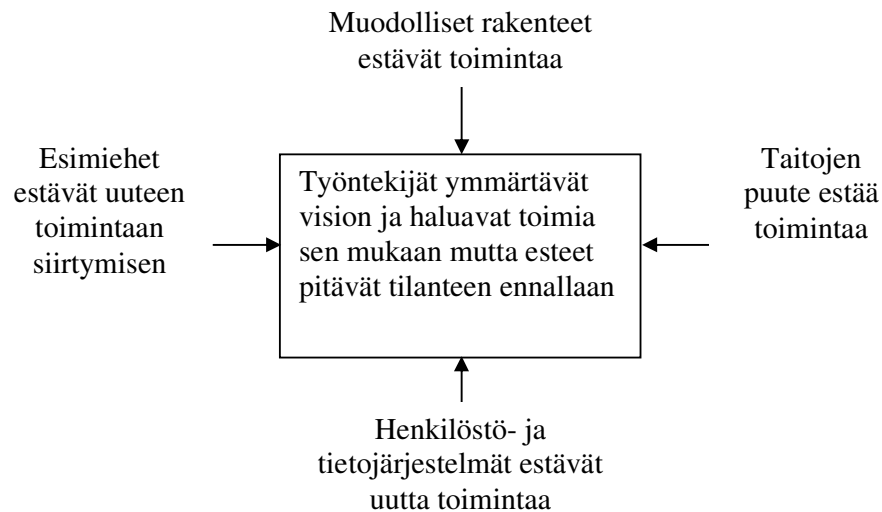 Muodolliset rakenteet
estävät toimintaa
Esimiehet
estävät uuteen
toimintaan
siirtymisen
Työntekijät ymmärtävät
vision ja haluavat toimia
sen mukaan mutta esteet
pitävät tilanteen ennallaan
Taitojen
puute estää
toimintaa
Henkilöstö- ja
tietojärjestelmät estävät
uutta toimintaa